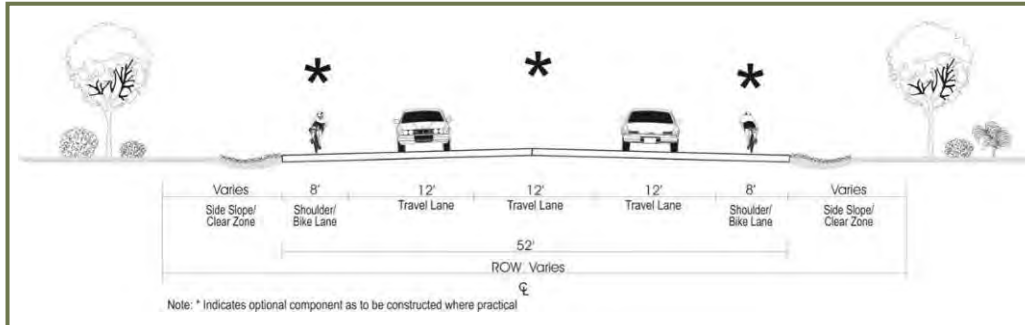 *
*
*
Varies 8' 12' 12' 12' 8' Varies
Side Slope/ Shoulder/ Travel Lane Travel Lane Travel Lane Shoulder/ Side Slope/
Clear Zone Bike Lane Bike Lane Clear Zone
52'
ROW Varies
℄
Note: * Indicates optional component as to be constructed where practical